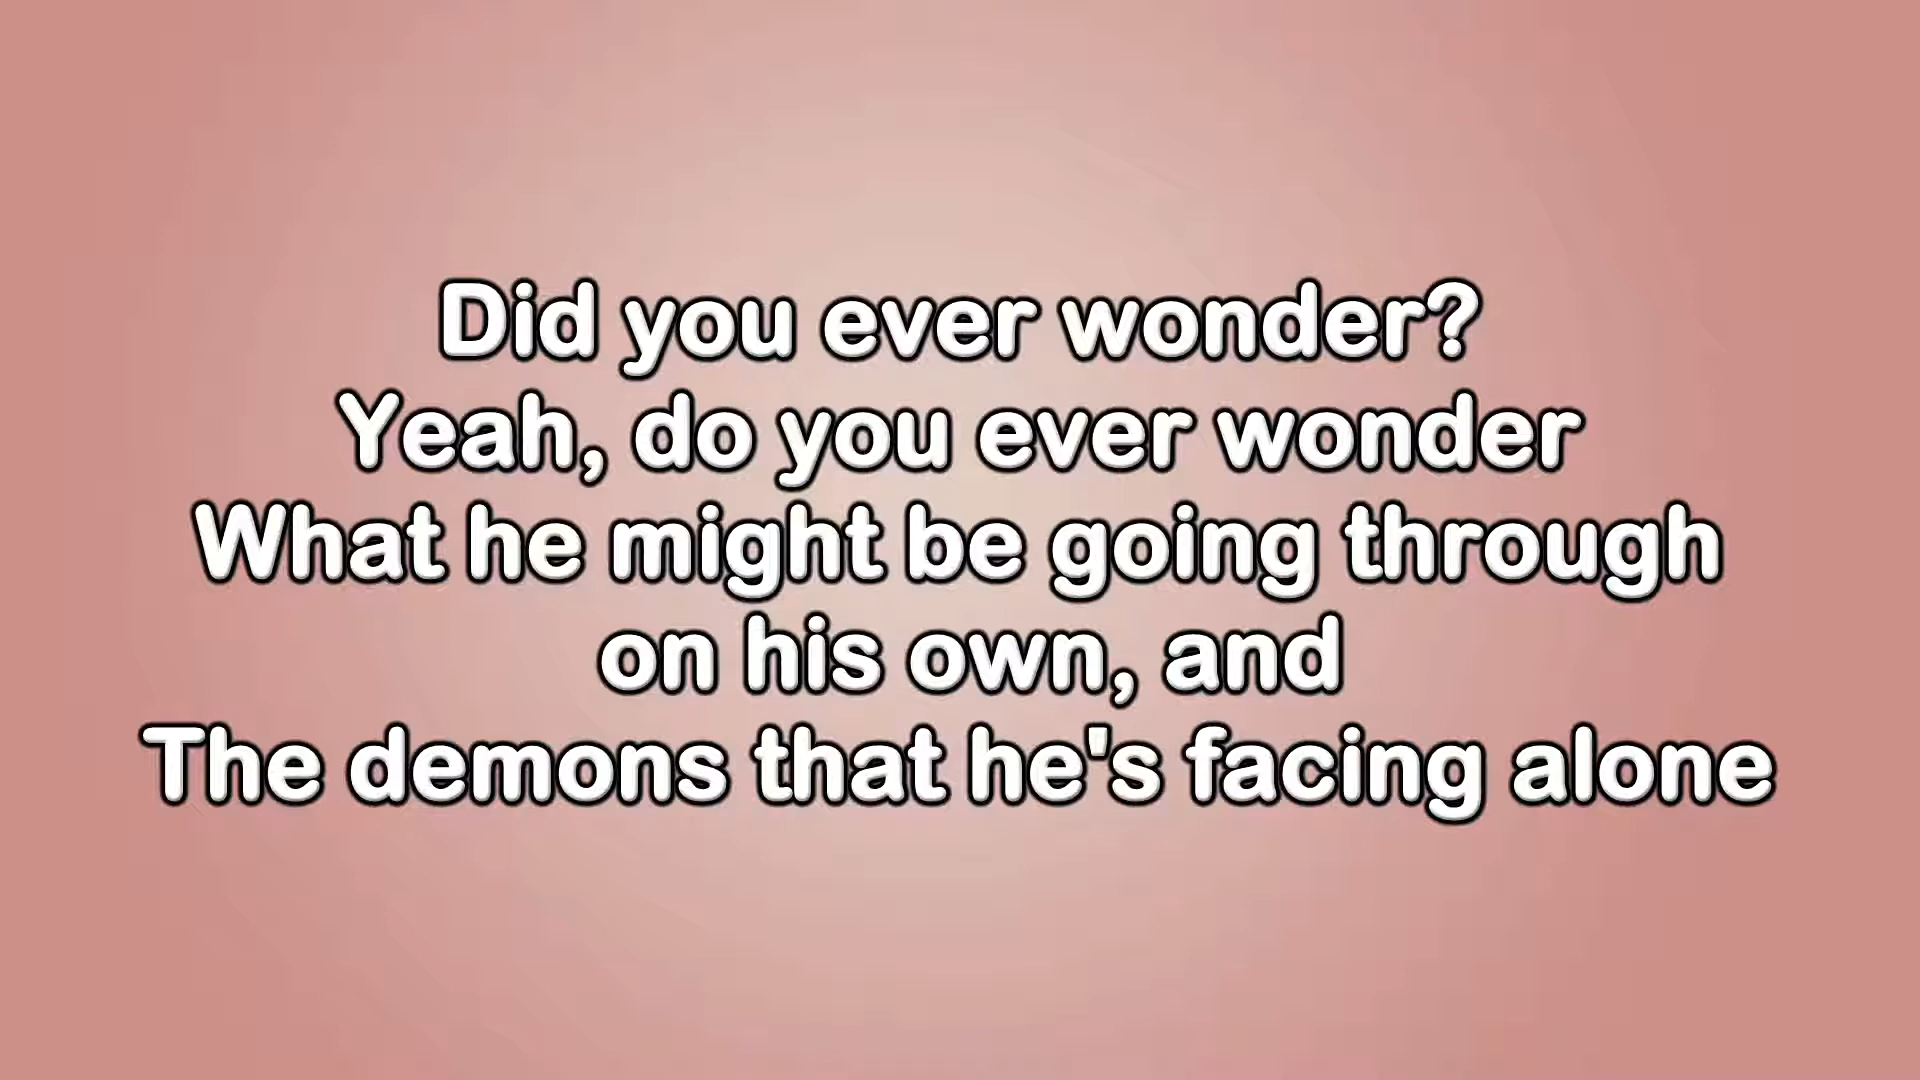 Did you ever wonder?
Yeah, do you ever wonder
What he might be going through
on his own, and
The demons that he's facing alone